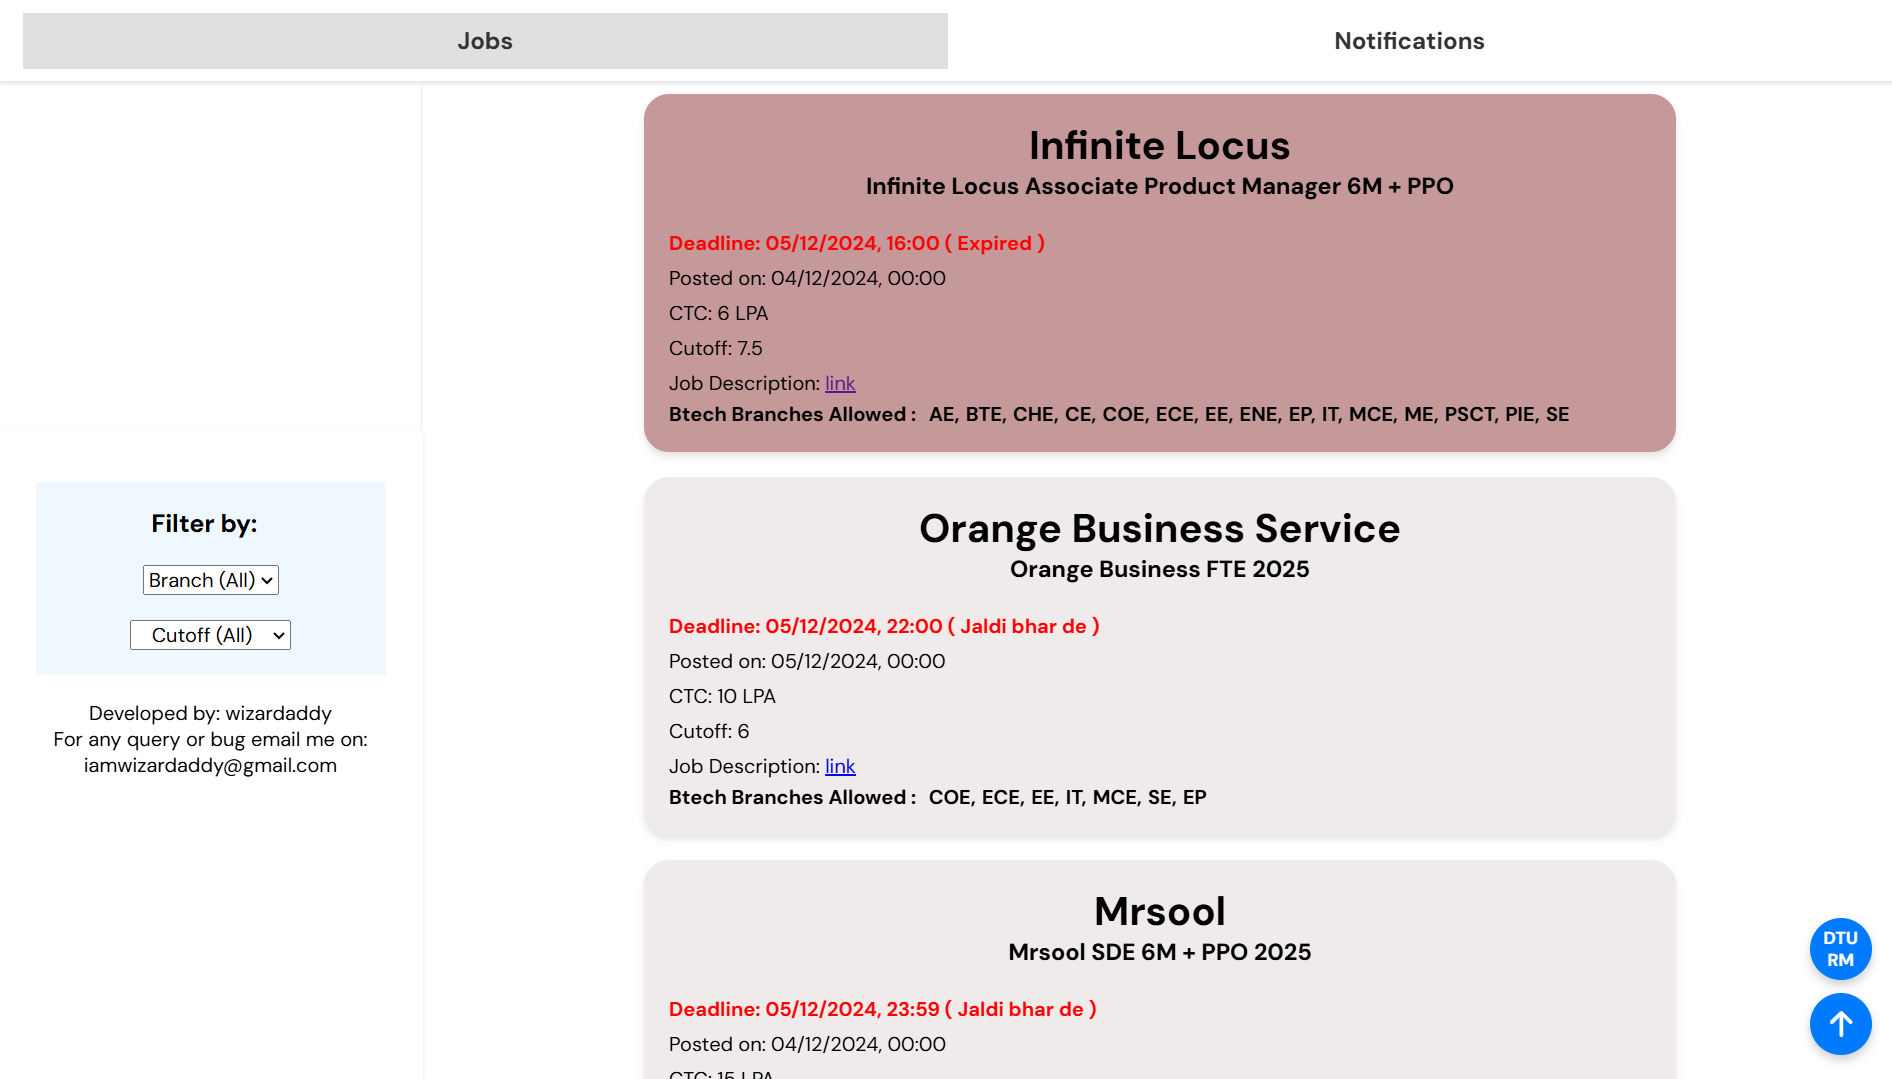 Jobs
Notifications
Infinite Locus
Infinite Locus Associate Product Manager 6M + PPO
Deadline: 05/12/2024, 16:00 ( Expired )
Posted on: 04/12/2024, 00:00
CTC: 6 LPA
Cutoff: 7.5
Job Description: link
Btech Branches Allowed : AE, BTE, CHE, CE, COE, ECE, EE, ENE, EP, IT, MCE, ME, PSCT, PIE, SE
Filter by:
Branch (All)
Cutoff (All)
Developed by: wizardaddy
For any query or bug email me on:
iamwizardaddy@gmail.com
Orange Business Service
Orange Business FTE 2025
Deadline: 05/12/2024, 22:00 ( Jaldi bhar de )
Posted on: 05/12/2024, 00:00
CTC: 10 LPA
Cutoff: 6
Job Description: link
Btech Branches Allowed : COE, ECE, EE, IT, MCE, SE, EP
Mrsool
Mrsool SDE 6M + PPO 2025
Deadline: 05/12/2024, 23:59 ( Jaldi bhar de )
Posted on: 04/12/2024, 00:00
CTC: 15 LPA
DTU
RM